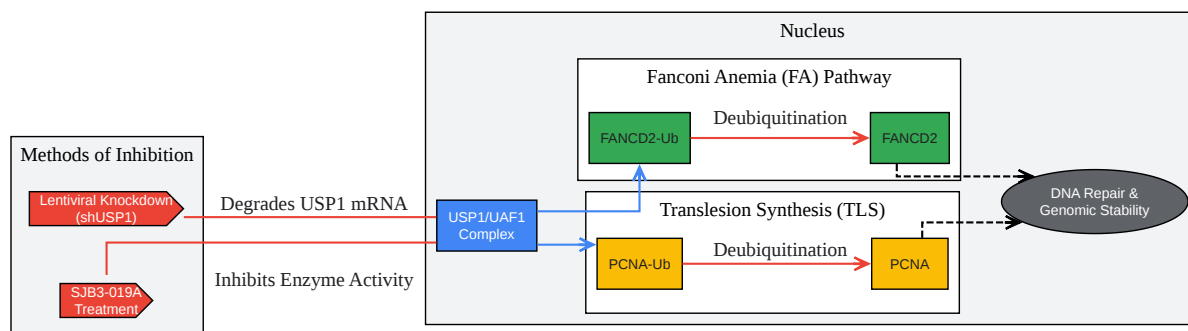 Nucleus
Fanconi Anemia (FA) Pathway
Deubiquitination
FANCD2-Ub
FANCD2
Methods of Inhibition
Lentiviral Knockdown
(shUSP1)
Degrades USP1 mRNA
USP1/UAF1
Complex
Translesion Synthesis (TLS)
DNA Repair &
Genomic Stability
Deubiquitination
PCNA-Ub
PCNA
Inhibits Enzyme Activity
SJB3-019A
Treatment